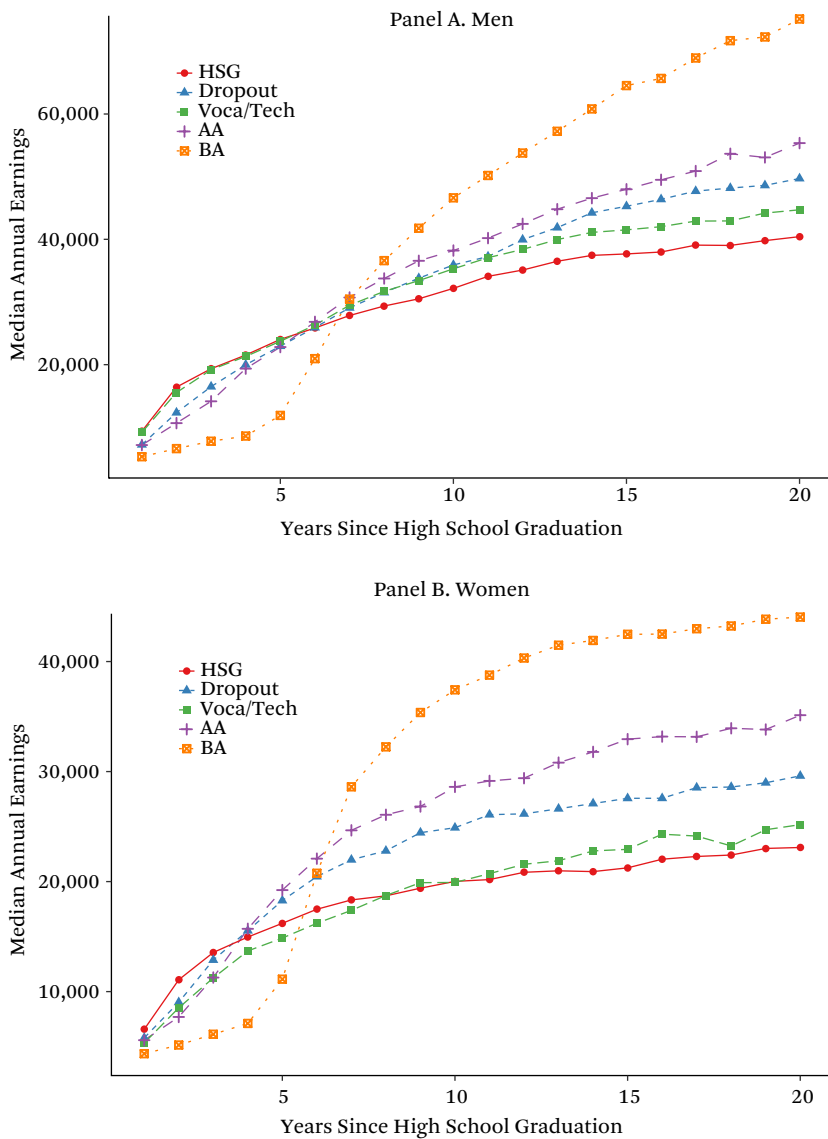 Panel A. Men
HSG
Dropout
Voca/Tech
AA
BA
60,000
40,000
20,000
Median Annual Earnings
5
10
15
20
Years Since High School Graduation
Panel B. Women
HSG
Dropout
Voca/Tech
AA
BA
40,000
30,000
20,000
10,000
Median Annual Earnings
5
10
15
20
Years Since High School Graduation